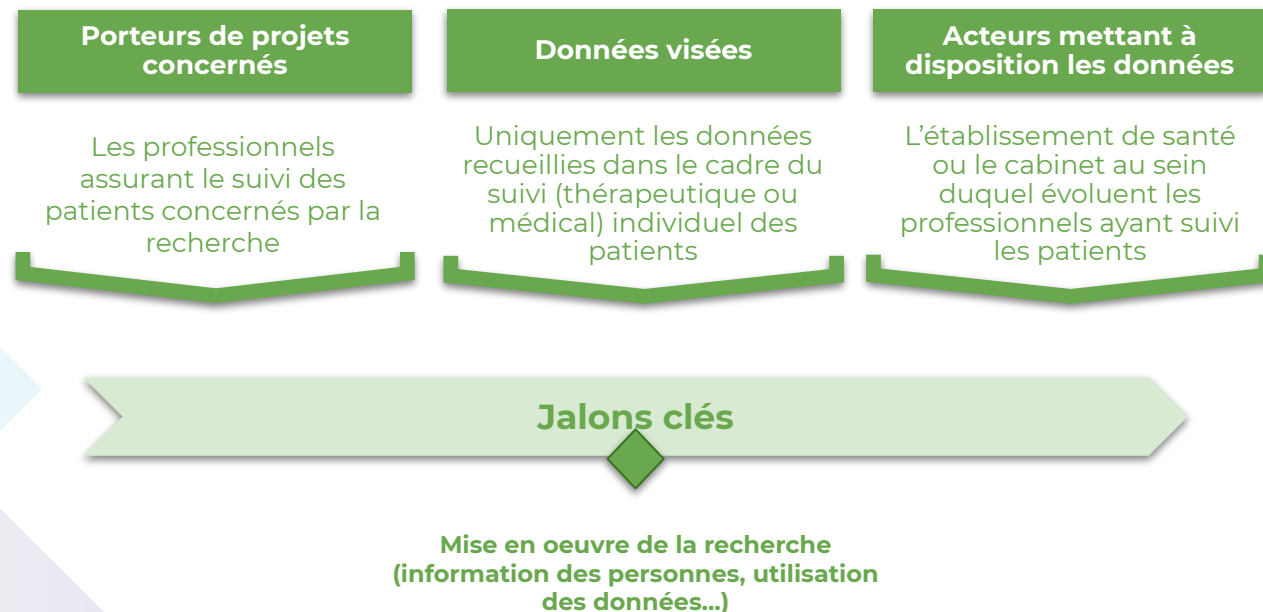 Porteurs de projets
concernés
Données visées
Acteurs mettant à
disposition les données
Les professionnels
assurant le suivi des
patients concernés par la
recherche
Uniquement les données
recueillies dans le cadre du
suivi (thérapeutique ou
médical) individuel des
patients
L’établissement de santé
ou le cabinet au sein
duquel évoluent les
professionnels ayant suivi
les patients
Jalons clés
Mise en oeuvre de la recherche
(information des personnes, utilisation
des données...)